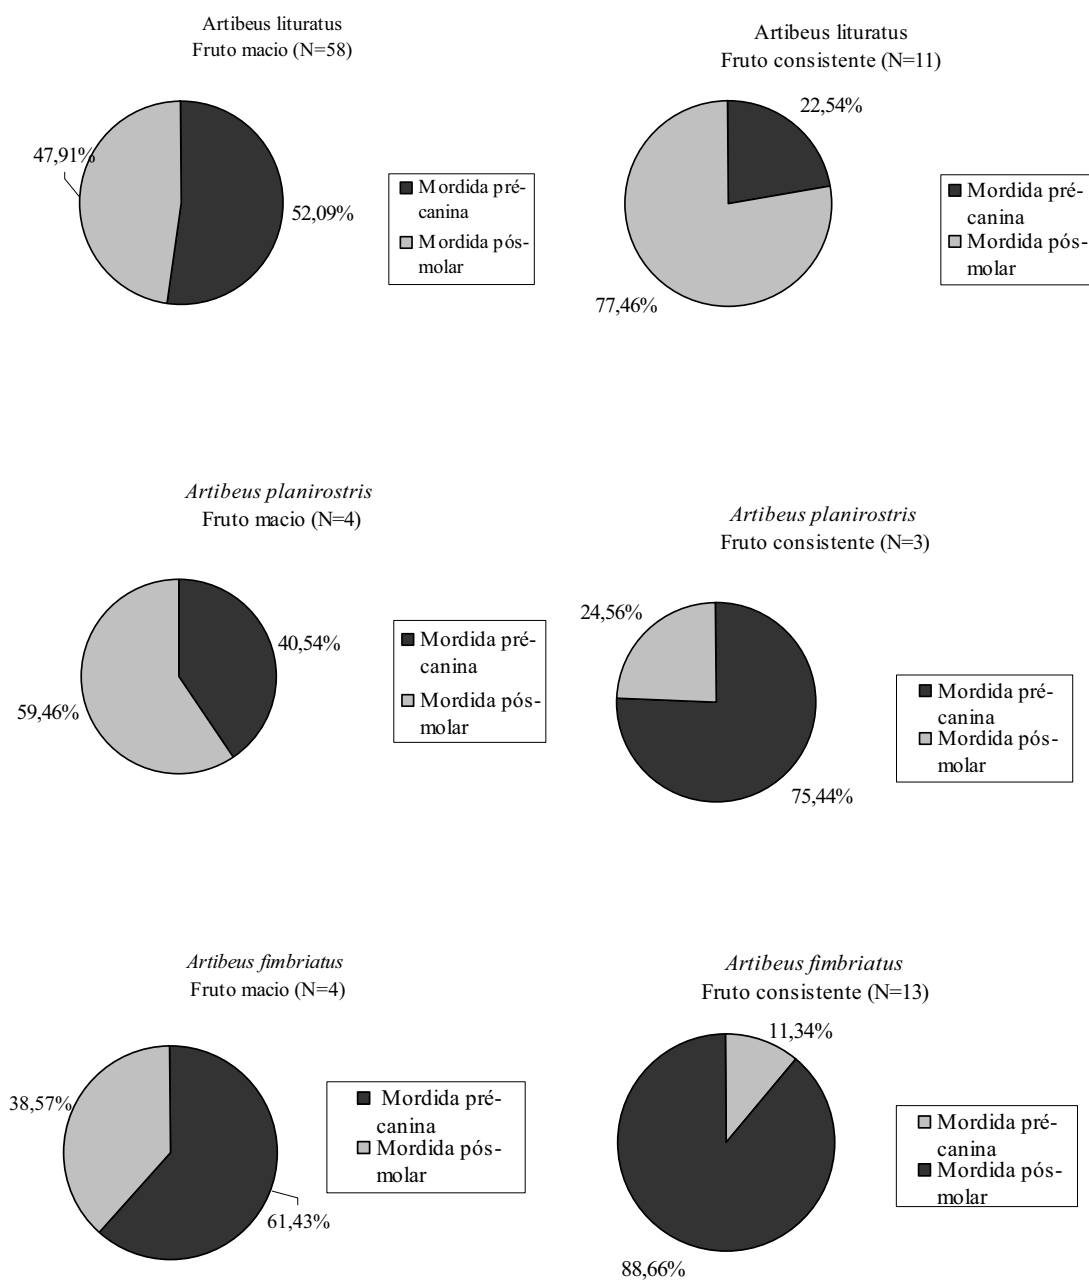 Artibeus lituratus
Fruto macio (N=58)
47,91%
52,09%
Mordida pré-
canina
Mordida pós-
molar
Artibeus lituratus
Fruto consistente (N=11)
22,54%
77,46%
Mordida pré-
canina
Mordida pós-
molar
Artibeus planirostris
Fruto macio (N=4)
40,54%
59,46%
Mordida pré-
canina
Mordida pós-
molar
Artibeus planirostris
Fruto consistente (N=3)
24,56%
75,44%
Mordida pré-
canina
Mordida pós-
molar
Artibeus fimbriatus
Fruto macio (N=4)
38,57%
61,43%
Mordida pré-
canina
Mordida pós-
molar
Artibeus fimbriatus
Fruto consistente (N=13)
11,34%
88,66%
Mordida pré-
canina
Mordida pós-
molar